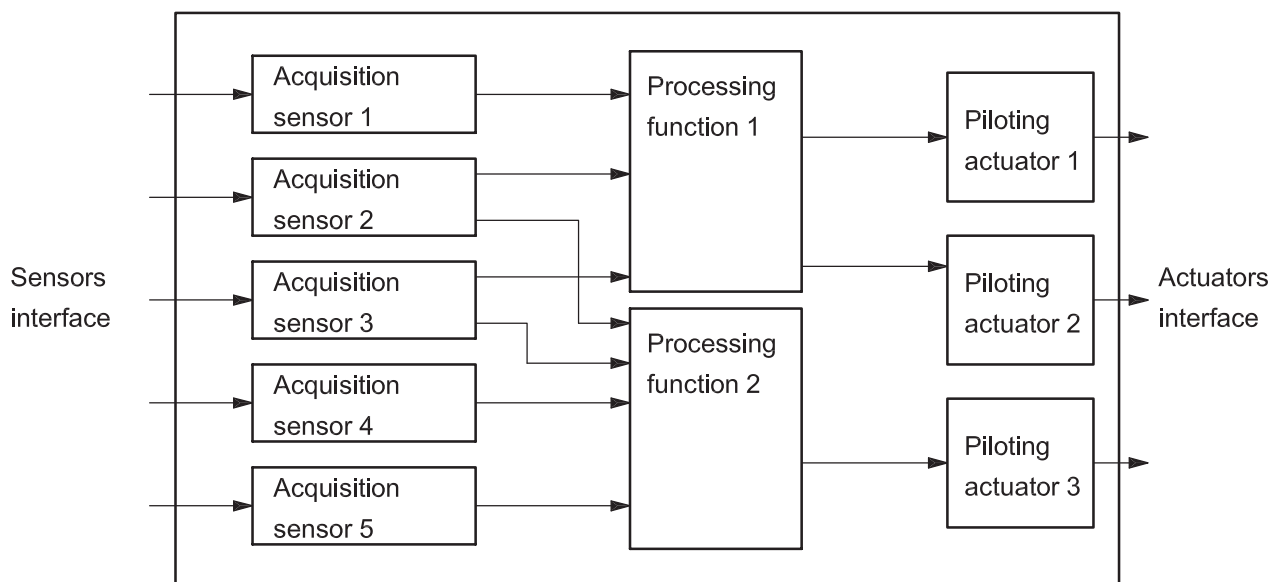 Sensors
interface
Acquisition
sensor 1
Acquisition
sensor 2
Acquisition
sensor 3
Acquisition
sensor 4
Acquisition
sensor 5
Processing
function 1
Processing
function 2
Piloting
actuator 1
Piloting
actuator 2
Piloting
actuator 3
Actuators
interface